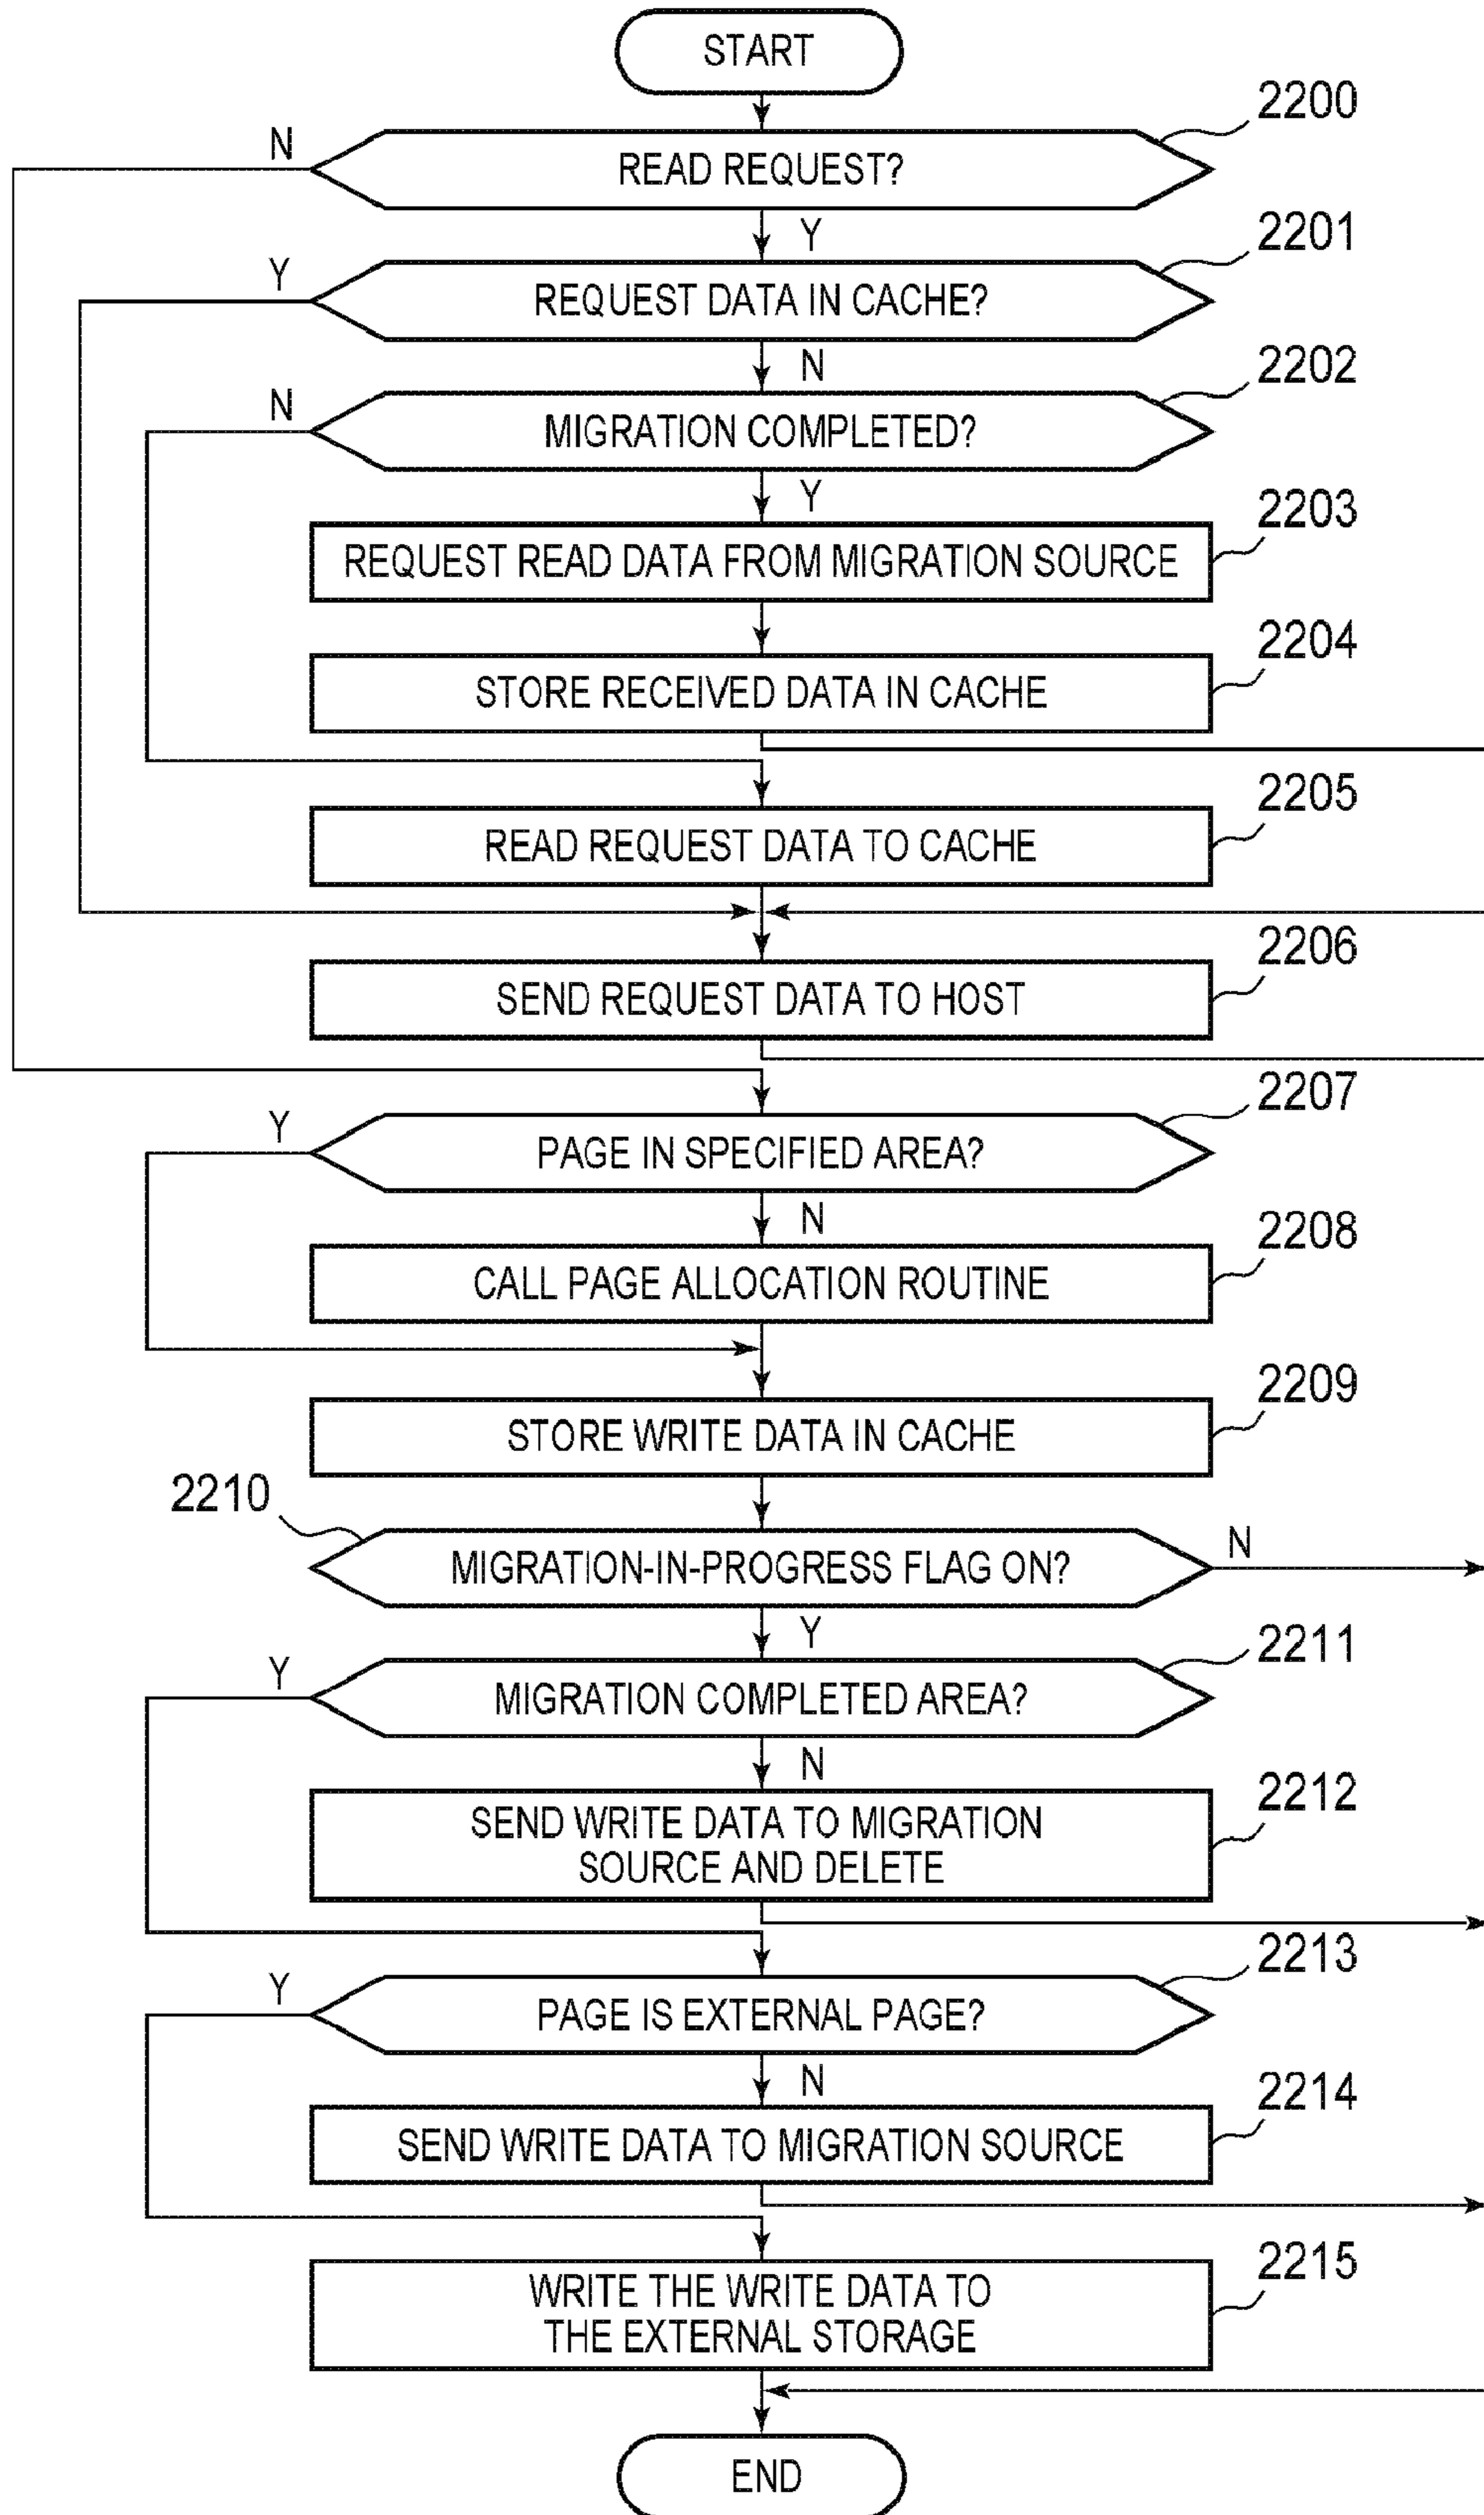 START
2200
N
READ REQUEST?
Y
2201
Y
REQUEST DATA IN CACHE?
N
2202
N
MIGRATION COMPLETED?
Y
2203
REQUEST READ DATA FROM MIGRATION SOURCE
2204
STORE RECEIVED DATA IN CACHE
2205
READ REQUEST DATA TO CACHE
2206
SEND REQUEST DATA TO HOST
2207
Y
PAGE IN SPECIFIED AREA?
N
2208
CALL PAGE ALLOCATION ROUTINE
2209
STORE WRITE DATA IN CACHE
2210
N
MIGRATION-IN-PROGRESS FLAG ON?
Y
2211
Y
MIGRATION COMPLETED AREA?
N
2212
SEND WRITE DATA TO MIGRATION
SOURCE AND DELETE
2213
Y
PAGE IS EXTERNAL PAGE?
N
2214
SEND WRITE DATA TO MIGRATION SOURCE
2215
WRITE THE WRITE DATA TO
THE EXTERNAL STORAGE
END